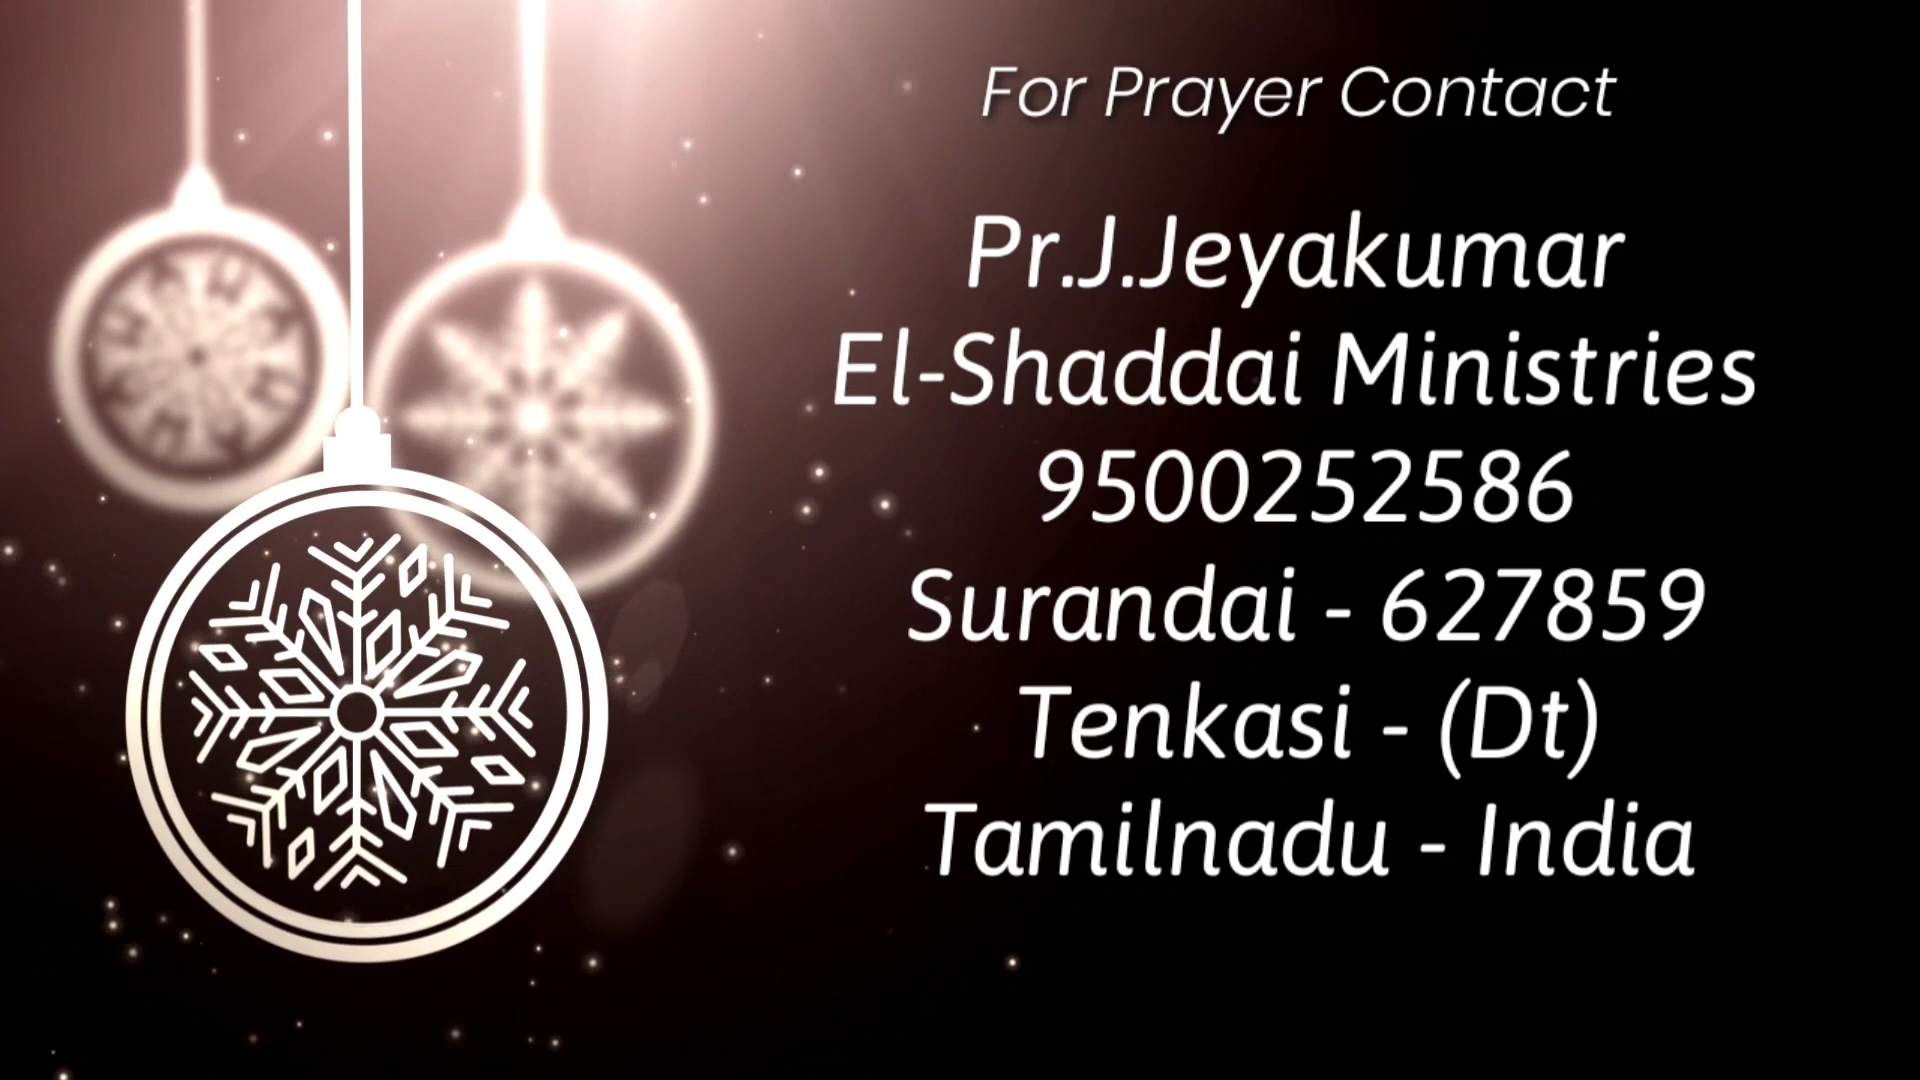 For Prayer Contact
Pr.J.Jeyakumar
El-Shaddai Ministries
9500252586
Surandai - 627859
Tenkasi - (Dt)
Tamilnadu - India